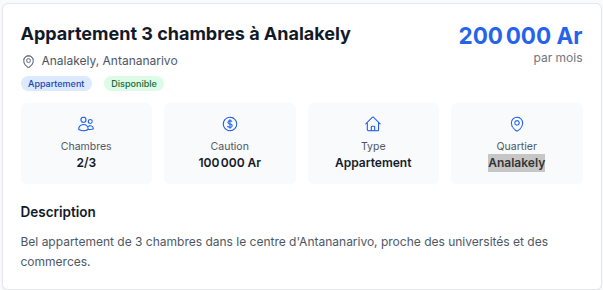 Appartement 3 chambres à Analakely
200 000 Ar
Analakely, Antananarivo
par mois
Appartement
Disponible
Chambres
2/3
Caution
100 000 Ar
Type
Appartement
Quartier
Analakely
Description
Bel appartement de 3 chambres dans le centre d'Antananarivo, proche des universités et des
commerces.